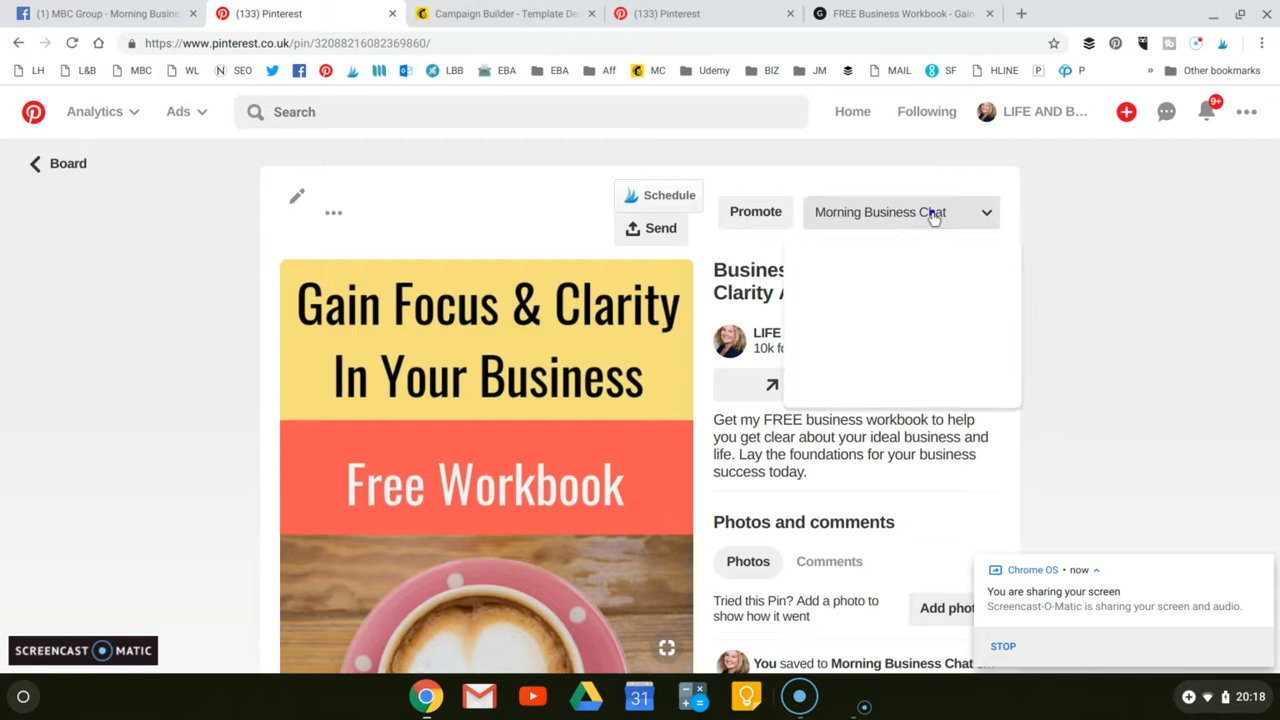 (1) MBC Group - Morning Busine
(133) Pinterest
Campaign Builder - Template De
(133) Pinterest
FREE Business Workbook - Gain
https://www.pinterest.co.uk/pin/32088216082369860/
LH
L&B
MBC
WL
SEO
LBB
EBA
EBA
Aff
MC
Udemy
BIZ
JM
MAIL
SF
HLINE
P
»
Other bookmarks
Analytics
Ads
Search
Home
Following
LIFE AND B...
9+
Board
Schedule
Send
Promote
Morning Business Chat
Gain Focus & Clarity
In Your Business
Free Workbook
Busines
Clarity
LIFE
10k fo
Get my FREE business workbook to help
you get clear about your ideal business and
life. Lay the foundations for your business
success today.
Photos and comments
Photos
Comments
Tried this Pin? Add a photo to
show how it went
Add phot
You saved to Morning Business Chat
Chrome OS • now
You are sharing your screen
Screencast-O-Matic is sharing your screen and audio.
STOP
SCREENCAST MATIC
31
20:18